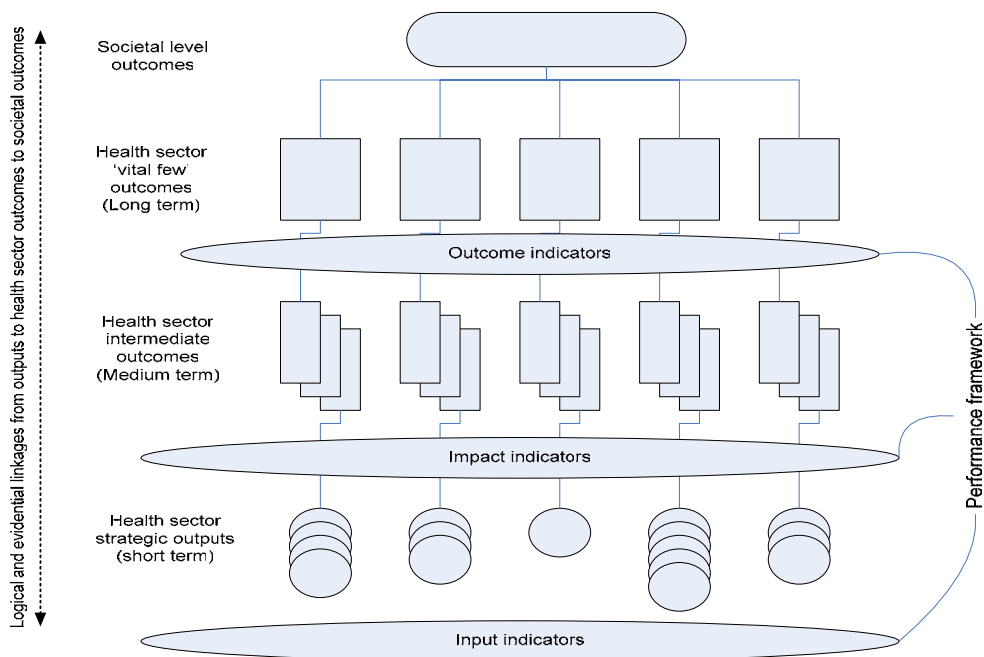 Logical and evidential linkages from outputs to health sector outcomes to societal outcomes
Societal level
outcomes
Health sector
‘vital few’
outcomes
(Long term)
Outcome indicators
Health sector
intermediate
outcomes
(Medium term)
Impact indicators
Health sector
strategic outputs
(short term)
Input indicators
Performance framework